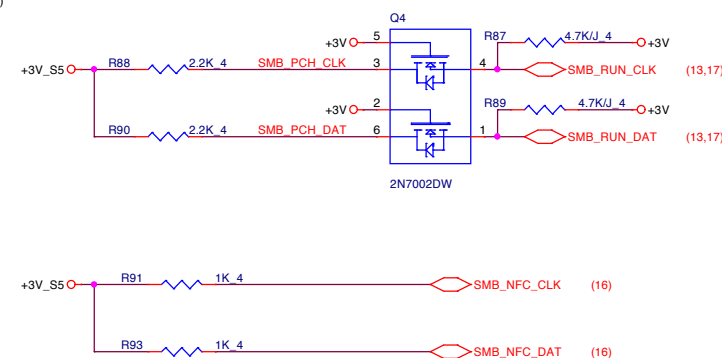 )
Q4
+3V 5 R87 4.7K/J_4 +3V
+3V_S5 R88 2.2K_4 SMB_PCH_CLK 3 4 SMB_RUN_CLK (13,17)
+3V 2 R89 4.7K/J_4 +3V
R90 2.2K_4 SMB_PCH_DAT 6 1 SMB_RUN_DAT (13,17)
2N7002DW
+3V_S5 R91 1K_4 SMB_NFC_CLK (16)
R93 1K_4 SMB_NFC_DAT (16)